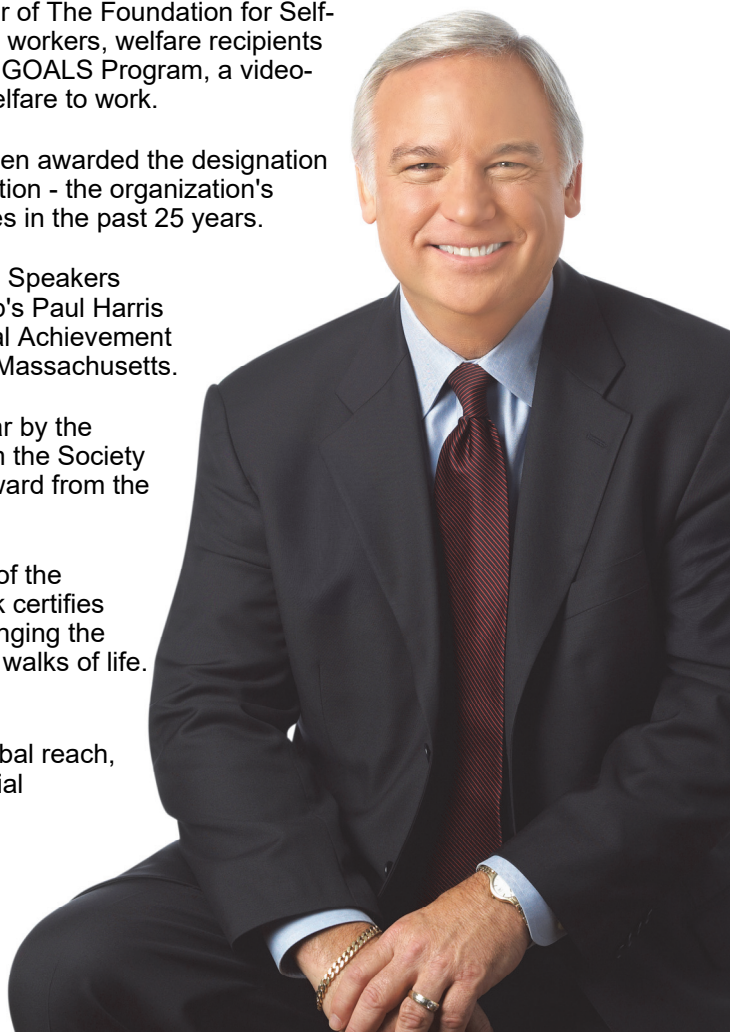 r of The Foundation for Self-
workers, welfare recipients
GOALS Program, a video-
elfare to work.
en awarded the designation
tion - the organization's
es in the past 25 years.
Speakers
o's Paul Harris
al Achievement
Massachusetts.
ar by the
n the Society
ward from the
of the
k certifies
nging the
walks of life.
bal reach,
ial